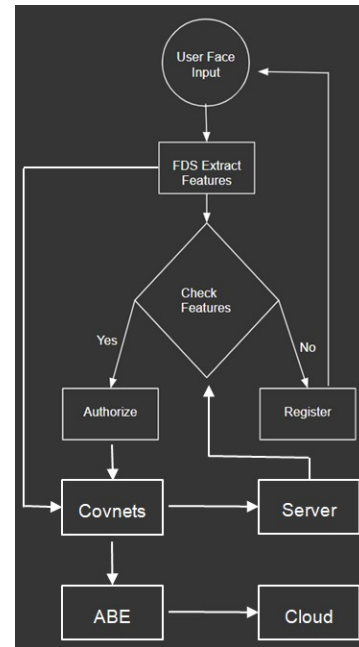 User Face
Input
FDS Extract
Features
Check
Features
Yes
No
Authorize
Register
Covnets
Server
ABE
Cloud